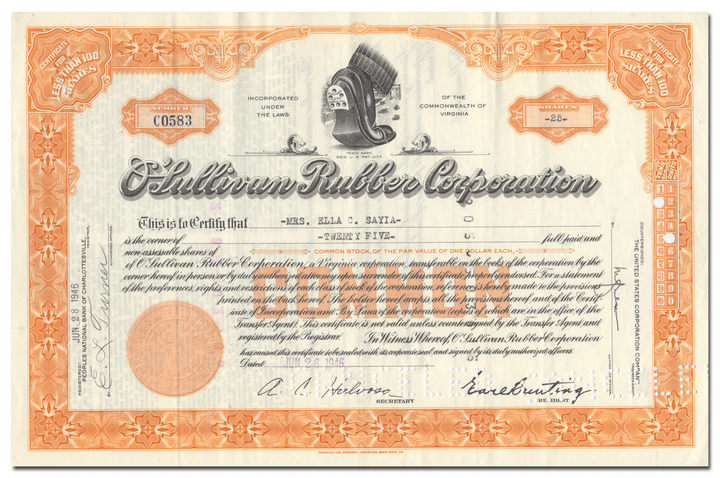 CERTIFICATE
FOR
LESS THAN 100
SHARES
CERTIFICATE
FOR
LESS THAN 100
SHARES
NUMBER
C0583
INCORPORATED
UNDER
THE LAWS
OF THE
COMMONWEALTH OF
VIRGINIA
SHARES
-25-
TRADE MARK
REG. U.S. PAT. OFF.
O'Sullivan Rubber Corporation
This is to Certify that -MRS. ELLA C. SAYIA-
is the owner of -TWENTY FIVE- full paid and
non-assessable shares of COMMON STOCK, OF THE PAR VALUE OF ONE DOLLAR EACH,
of O'Sullivan Rubber Corporation, a Virginia corporation, transferable on the books of the corporation by the
owner hereof in person or by duly authorized attorney upon surrender of this certificate properly endorsed. For a statement
of the preferences, rights and restrictions of each class of stock of the corporation, reference is hereby made to the provisions
printed on the back hereof. The holder hereof accepts all the provisions hereof and of the Certif-
icate of Incorporation and By-Laws of the corporation (copies of which are in the office of the
Transfer Agent). This certificate is not valid unless countersigned by the Transfer Agent and
registered by the Registrar. In Witness Whereof, O'Sullivan Rubber Corporation
has caused this certificate to be sealed with its corporate seal and signed by its duly authorized officers.
Dated JUN 26 1946
SECRETARY
Earle Bunting
REGISTERED:
JUN 28 1946
PEOPLES NATIONAL BANK OF CHARLOTTESVILLE,
REGISTRAR,
COUNTERSIGNED:
THE UNITED STATES CORPORATION COMPANY